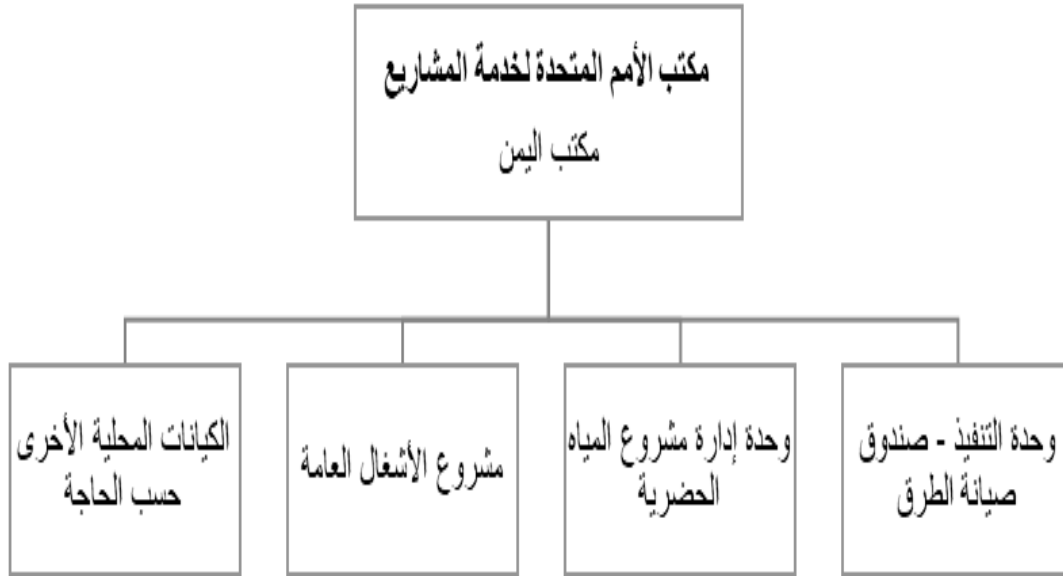 مكتب الأمم المتحدة لخدمة المشاريع
مكتب اليمن
وحدة التنفيذ - صندوق
صيانة الطرق
وحدة إدارة مشروع المياه
الحضرية
مشروع الأشغال العامة
الكيانات المحلية الأخرى
حسب الحاجة